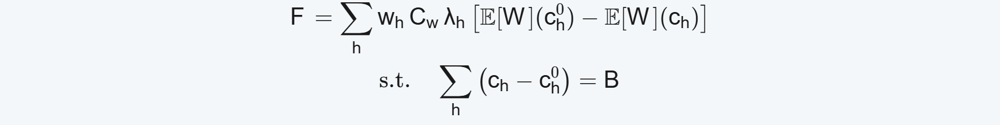 F = ∑_h w_h C_w λ_h [𝔼[W](c_h^0) − 𝔼[W](c_h)]
s.t. ∑_h (c_h − c_h^0) = B